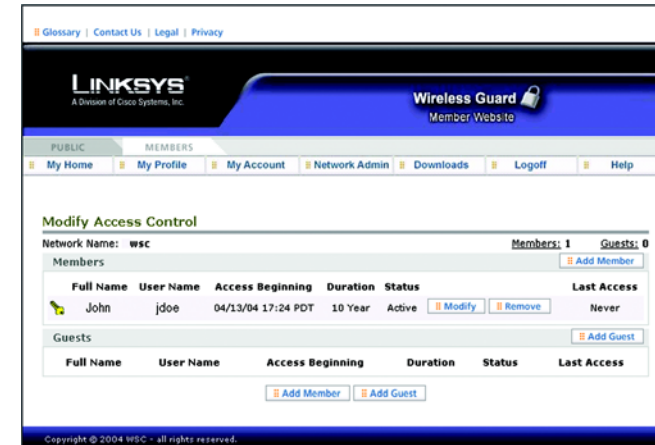 Glossary | Contact Us | Legal | Privacy
LINKSYS®
A Division of Cisco Systems, Inc.
Wireless Guard
Member Website
PUBLIC MEMBERS
My Home My Profile My Account Network Admin Downloads Logoff Help
Modify Access Control
Network Name: wsc Members: 1 Guests: 0
Members Add Member
Full Name User Name Access Beginning Duration Status Last Access
John jdoe 04/13/04 17:24 PDT 10 Year Active Modify Remove Never
Guests Add Guest
Full Name User Name Access Beginning Duration Status Last Access
Add Member Add Guest
Copyright © 2004 WSC - all rights reserved.